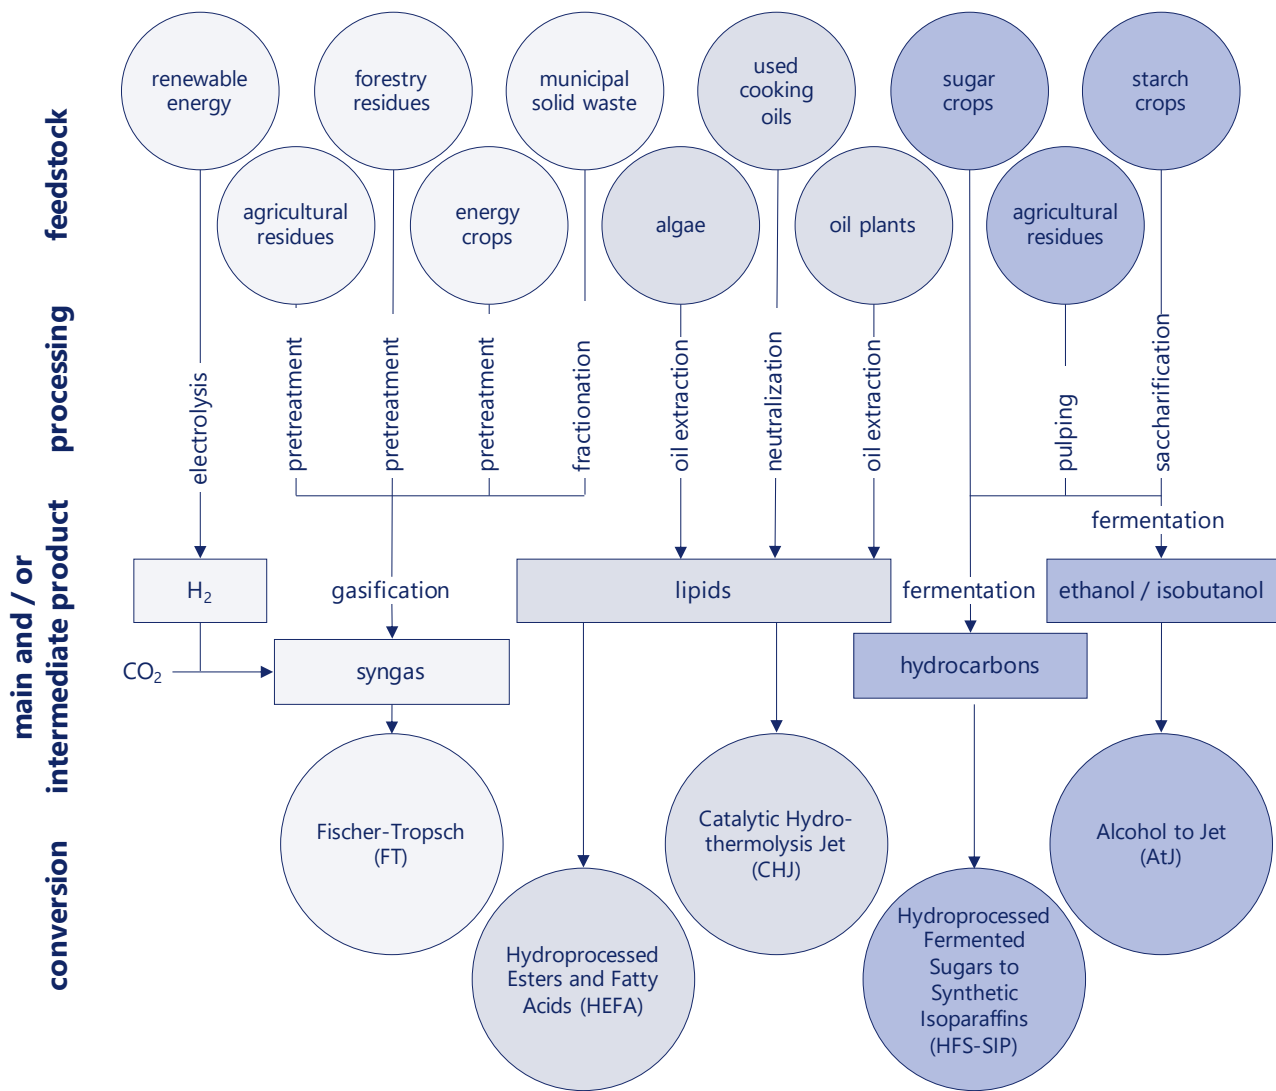 feedstock
renewable
energy
forestry
residues
municipal
solid waste
used
cooking
oils
sugar
crops
starch
crops
agricultural
residues
energy
crops
algae
oil plants
agricultural
residues
processing
electrolysis
pretreatment
pretreatment
pretreatment
fractionation
oil extraction
neutralization
oil extraction
pulping
saccharification
main and / or
intermediate product
fermentation
H₂
gasification
lipids
fermentation
ethanol / isobutanol
CO₂
syngas
hydrocarbons
conversion
Fischer-Tropsch
(FT)
Catalytic Hydro-
thermolysis Jet
(CHJ)
Alcohol to Jet
(AtJ)
Hydroprocessed
Esters and Fatty
Acids (HEFA)
Hydroprocessed
Fermented
Sugars to
Synthetic
Isoparaffins
(HFS-SIP)